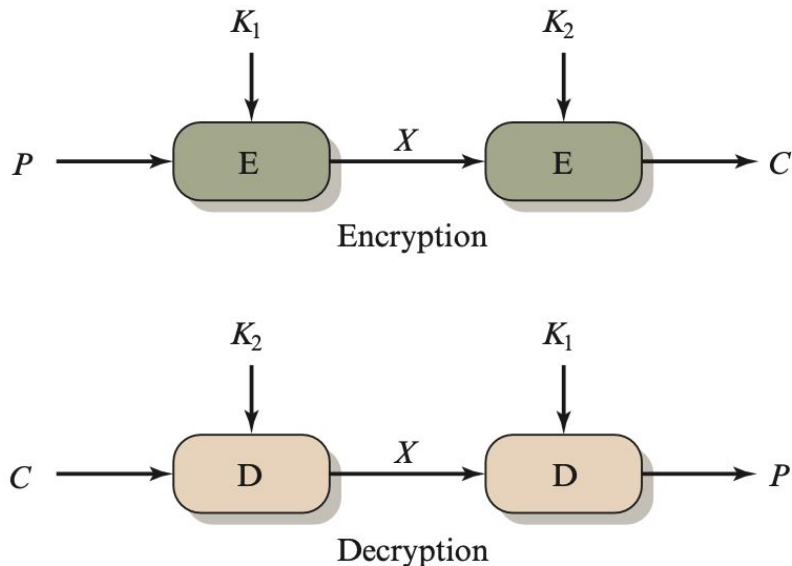 K₁ K₂
P E X E C
Encryption
K₂ K₁
C D X D P
Decryption